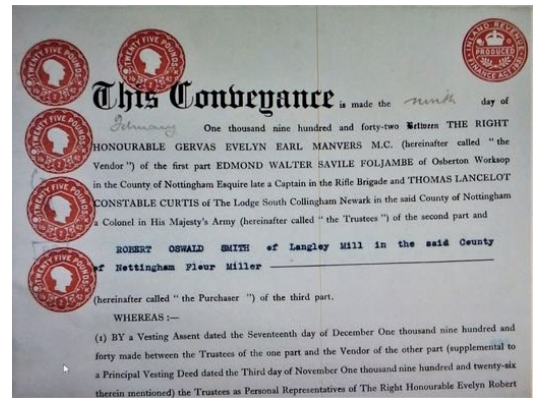 TWENTY FIVE POUNDS
TWENTY FIVE POUNDS
INLAND REVENUE
PRODUCED
FINANCE ACT 1931
TWENTY FIVE POUNDS
TWENTY FIVE POUNDS
TWENTY FIVE POUNDS
This Conveyance is made the ninth day of
February One thousand nine hundred and forty-two Between THE RIGHT
HONOURABLE GERVAS EVELYN EARL MANVERS M.C. (hereinafter called “the
Vendor”) of the first part EDMOND WALTER SAVILE FOLJAMBE of Osberton Worksop
in the County of Nottingham Esquire late a Captain in the Rifle Brigade and THOMAS LANCELOT
CONSTABLE CURTIS of The Lodge South Collingham Newark in the said County of Nottingham
a Colonel in His Majesty's Army (hereinafter called “the Trustees”) of the second part and
ROBERT OSWALD SMITH of Langley Mill in the said County
of Nottingham Flour Miller
(hereinafter called “the Purchaser”) of the third part.
WHEREAS :—
(1) BY a Vesting Assent dated the Seventeenth day of December One thousand nine hundred and
forty made between the Trustees of the one part and the Vendor of the other part (supplemental to
a Principal Vesting Deed dated the Third day of November One thousand nine hundred and twenty-six
therein mentioned) the Trustees as Personal Representatives of The Right Honourable Evelyn Robert